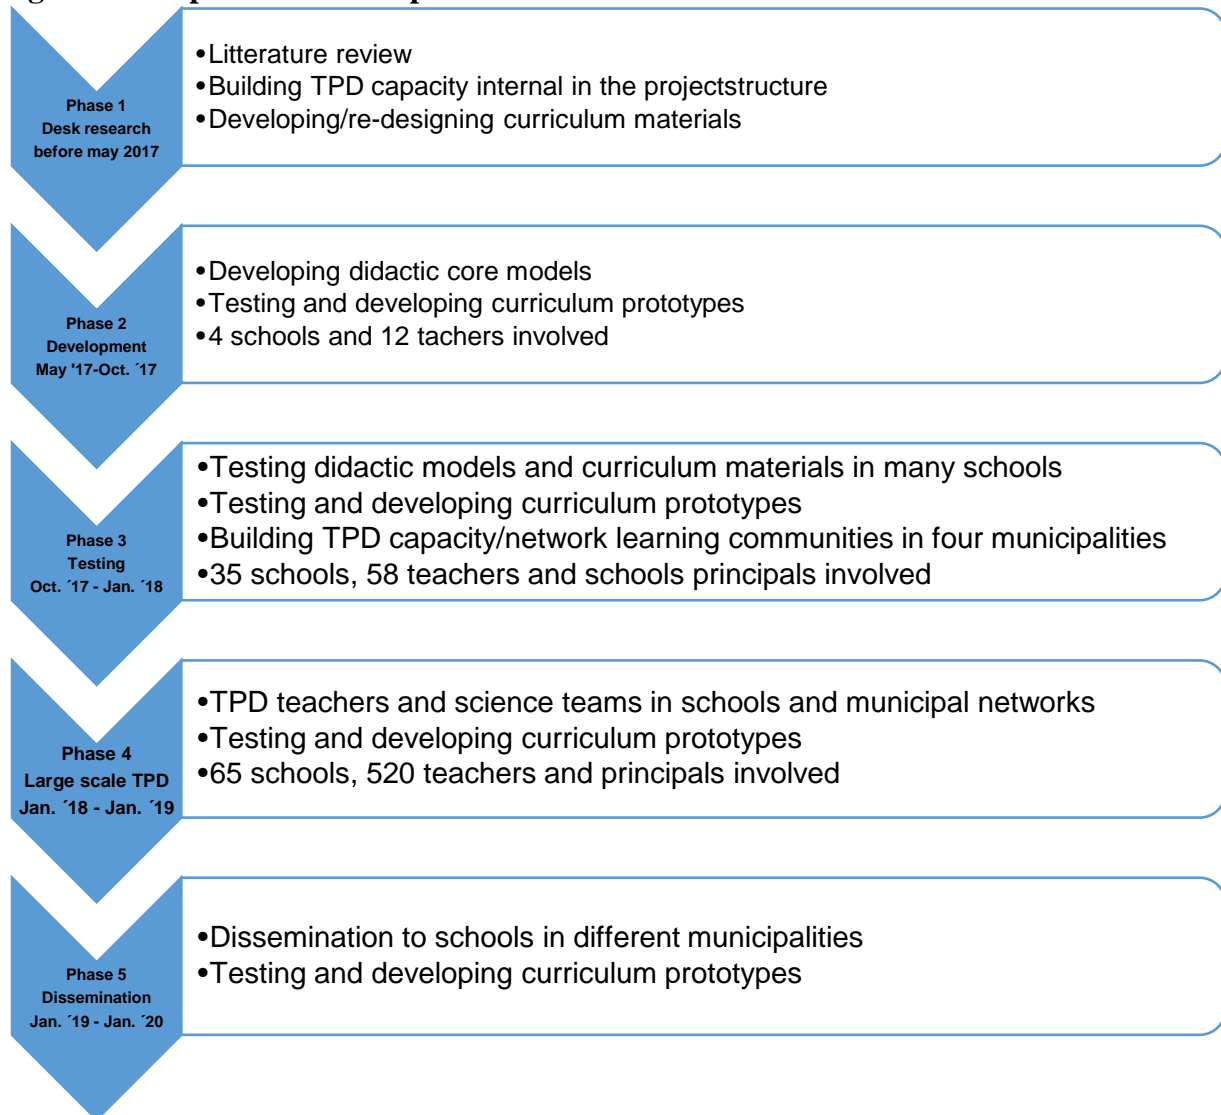 Phase 1
Desk research
before may 2017
•Litterature review
•Building TPD capacity internal in the projectstructure
•Developing/re-designing curriculum materials
Phase 2
Development
May '17-Oct. ´17
•Developing didactic core models
•Testing and developing curriculum prototypes
•4 schools and 12 tachers involved
Phase 3
Testing
Oct. ´17 - Jan. ´18
•Testing didactic models and curriculum materials in many schools
•Testing and developing curriculum prototypes
•Building TPD capacity/network learning communities in four municipalities
•35 schools, 58 teachers and schools principals involved
Phase 4
Large scale TPD
Jan. ´18 - Jan. ´19
•TPD teachers and science teams in schools and municipal networks
•Testing and developing curriculum prototypes
•65 schools, 520 teachers and principals involved
Phase 5
Dissemination
Jan. ´19 - Jan. ´20
•Dissemination to schools in different municipalities
•Testing and developing curriculum prototypes